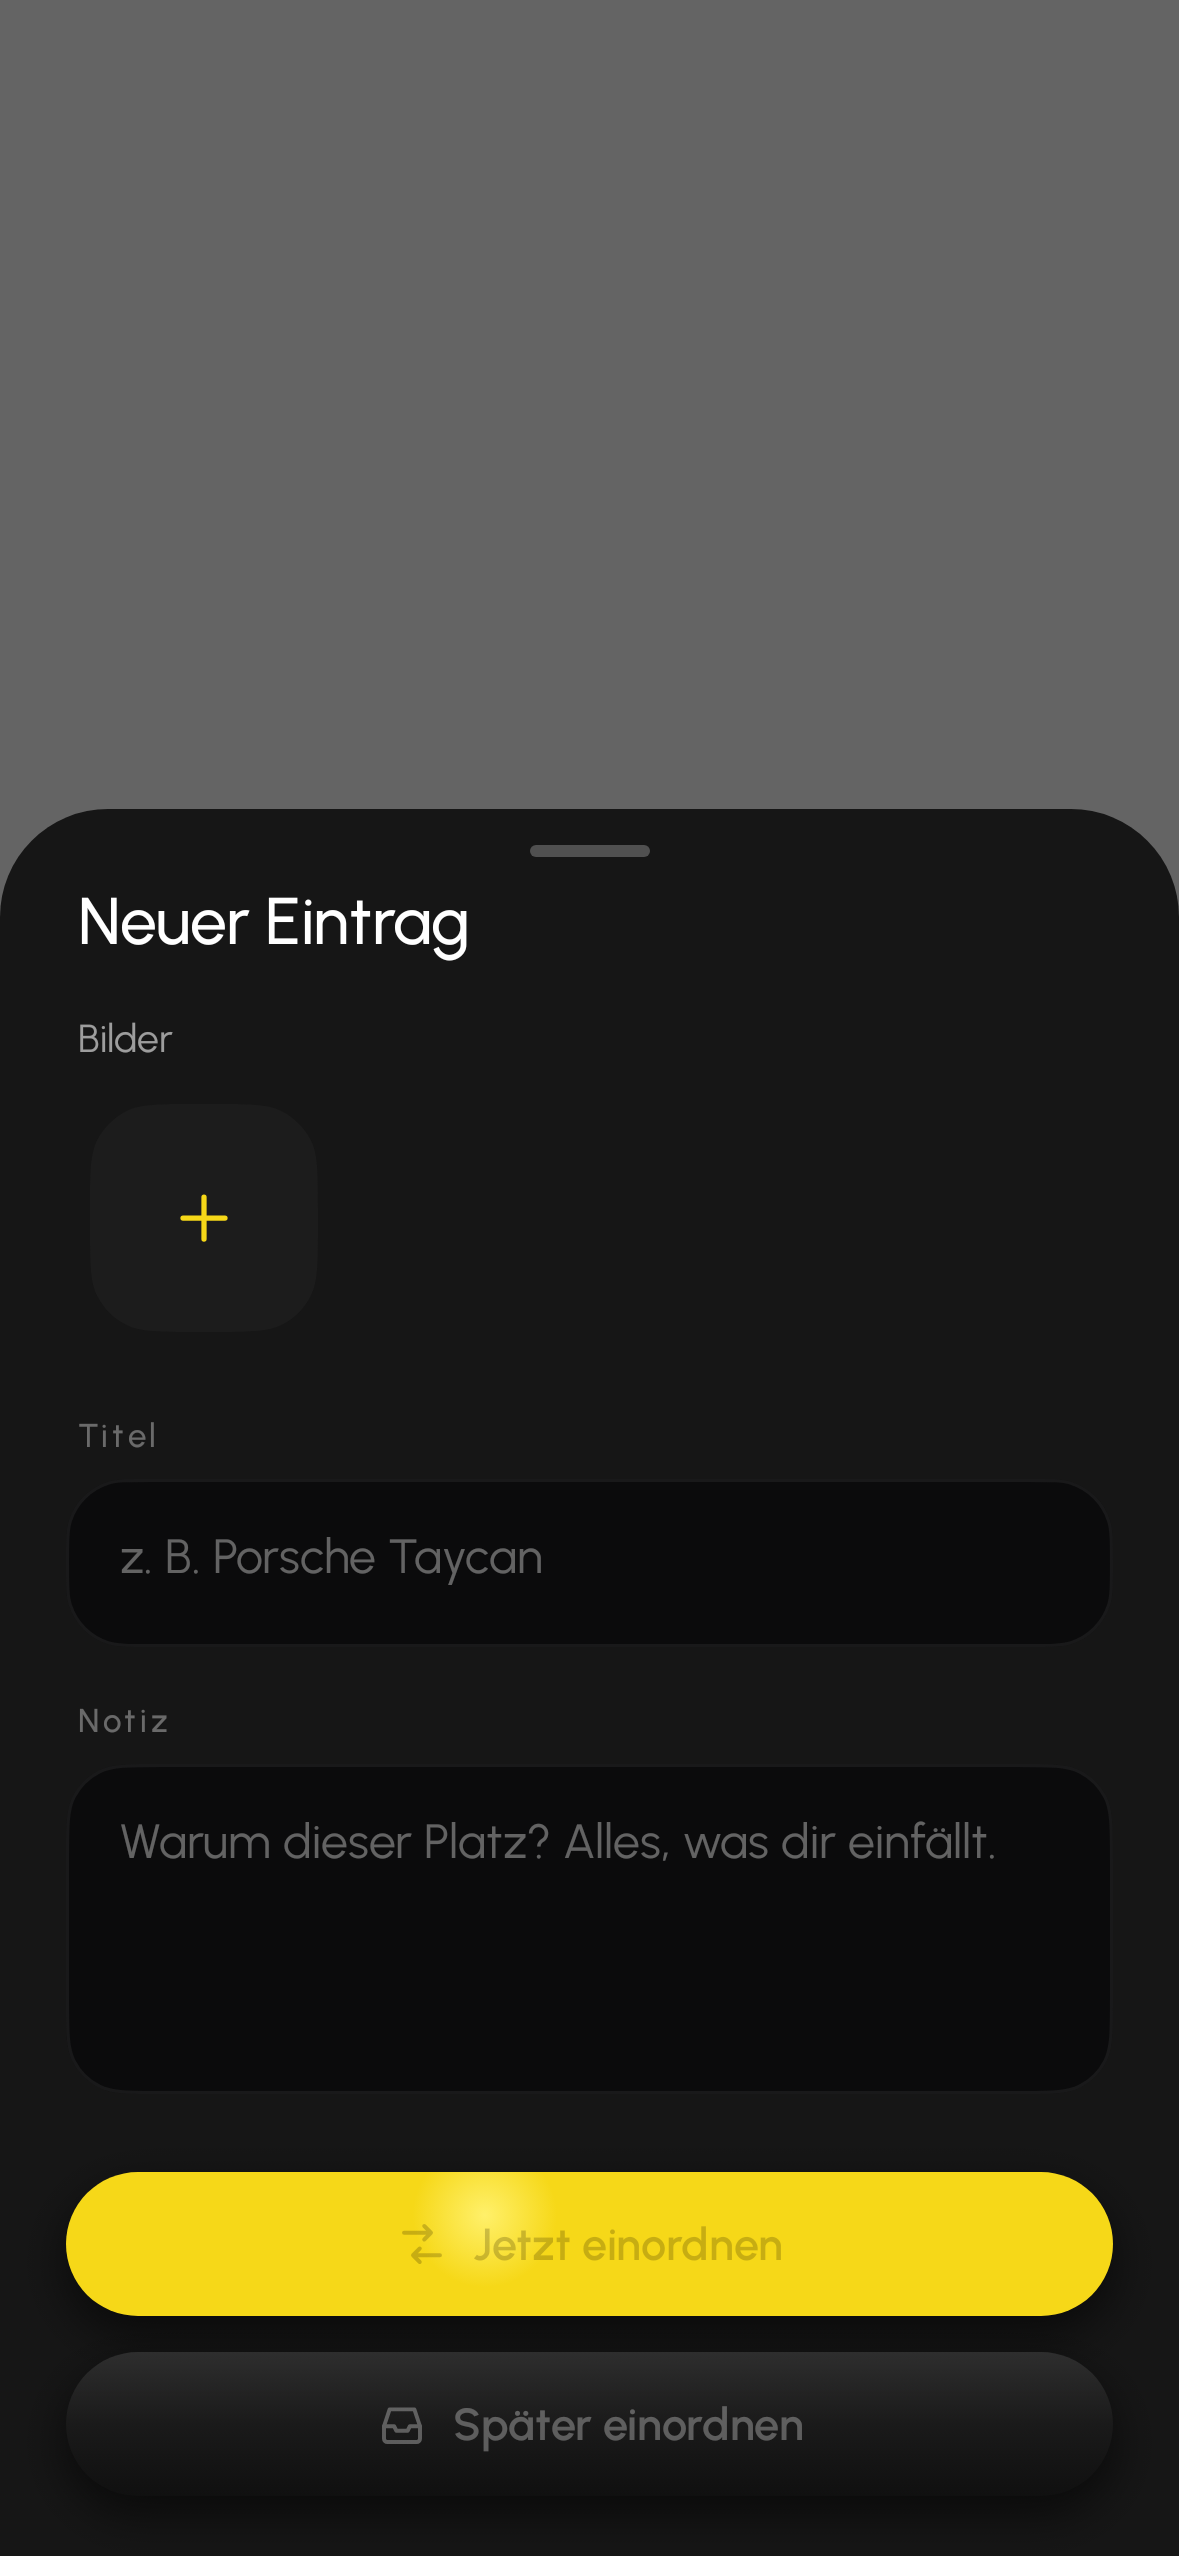 Neuer Eintrag
Bilder
Titel
z. B. Porsche Taycan
Notiz
Warum dieser Platz? Alles, was dir einfällt.
Jetzt einordnen
Später einordnen